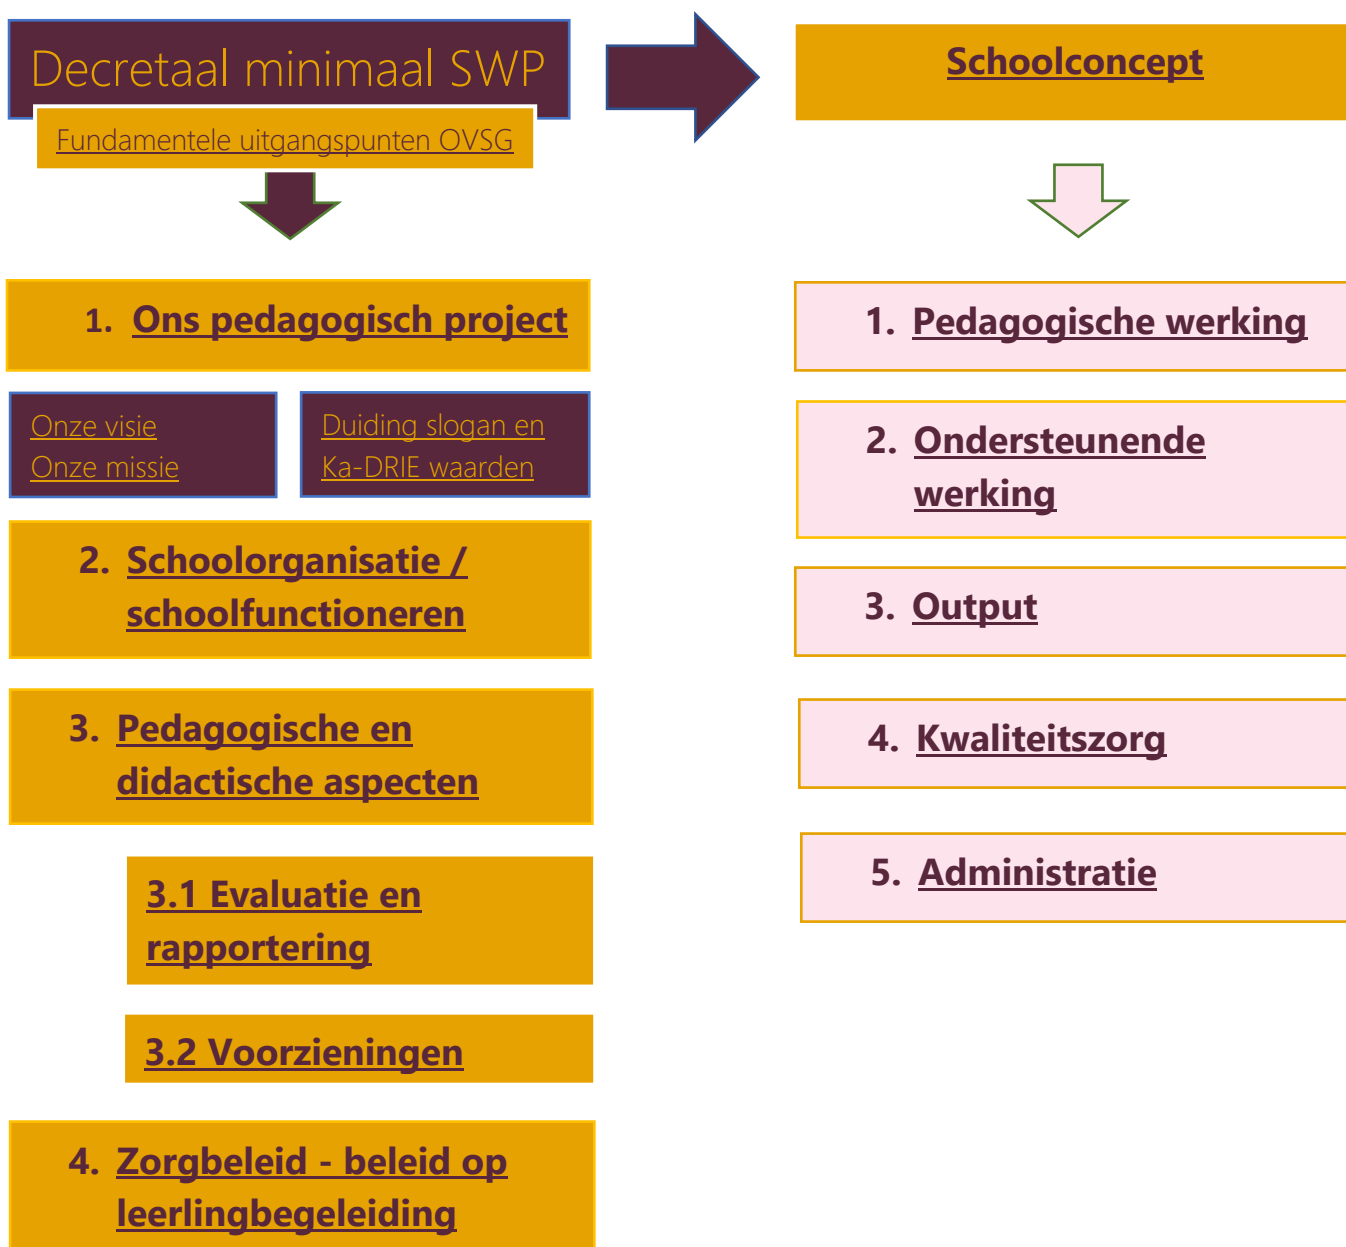 Decretaal minimaal SWP
Fundamentele uitgangspunten OVSG
1. Ons pedagogisch project
Onze visie
Onze missie
Duiding slogan en
Ka-DRIE waarden
2. Schoolorganisatie /
schoolfunctioneren
3. Pedagogische en
didactische aspecten
3.1 Evaluatie en
rapportering
3.2 Voorzieningen
4. Zorgbeleid - beleid op
leerlingbegeleiding
Schoolconcept
1. Pedagogische werking
2. Ondersteunende
werking
3. Output
4. Kwaliteitszorg
5. Administratie